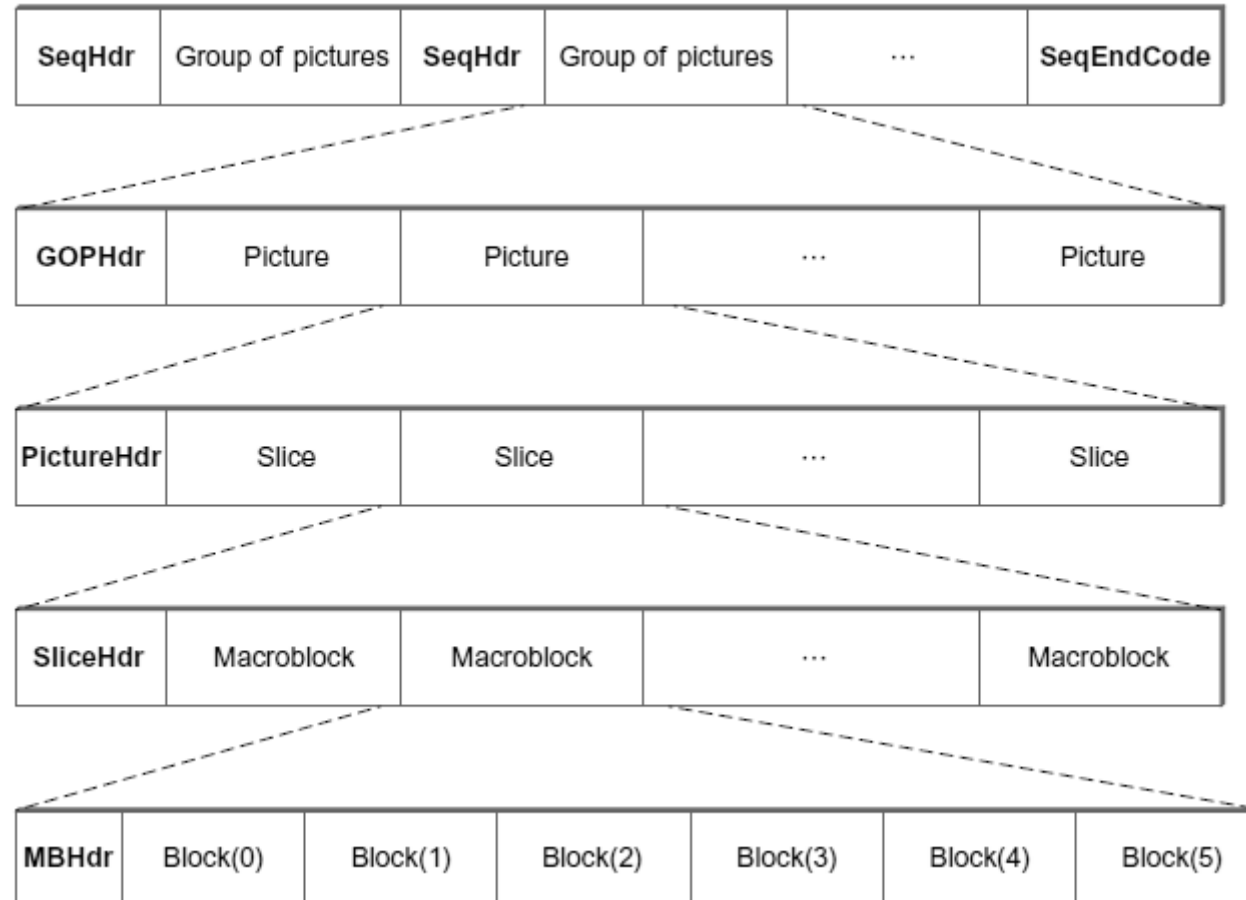 SeqHdr Group of pictures SeqHdr Group of pictures ... SeqEndCode
GOPHdr Picture Picture ... Picture
PictureHdr Slice Slice ... Slice
SliceHdr Macroblock Macroblock ... Macroblock
MBHdr Block(0) Block(1) Block(2) Block(3) Block(4) Block(5)